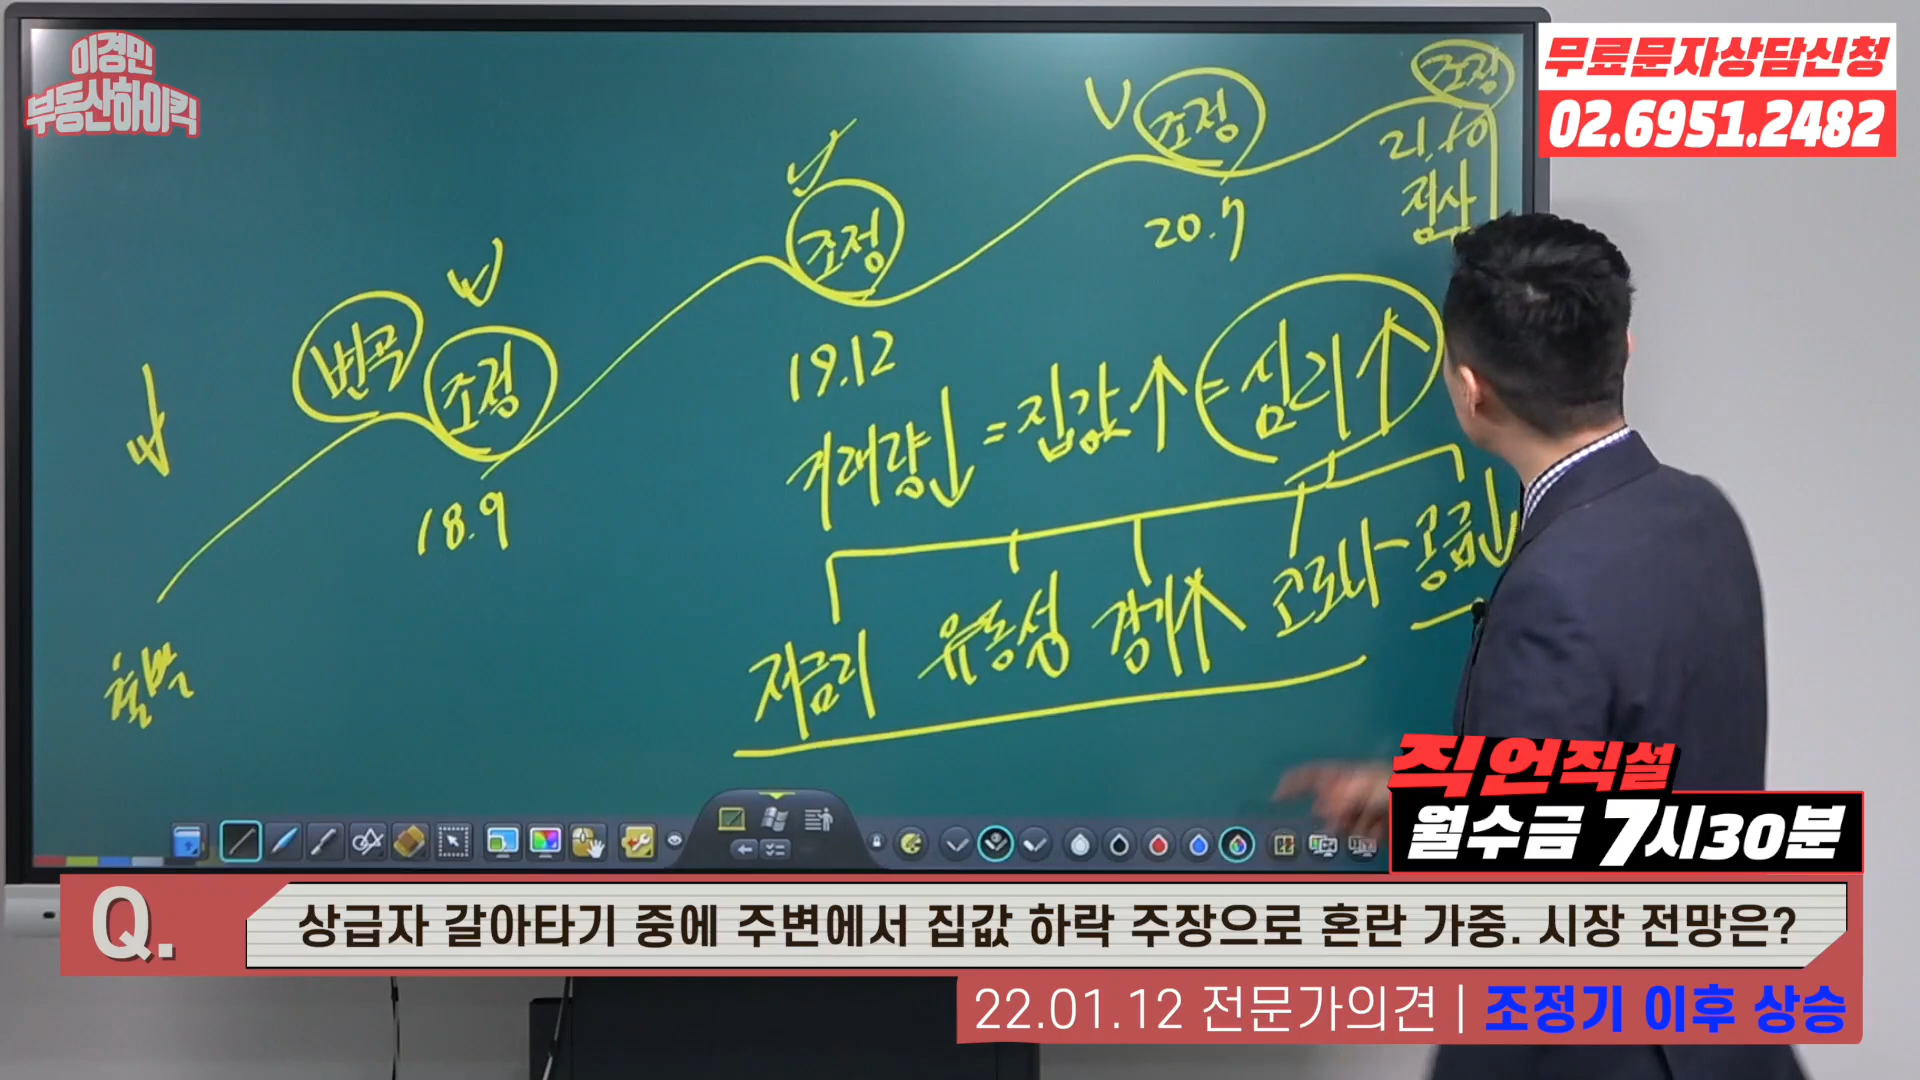 이경민
부동산하이킥
무료문자상담신청
02.6951.2482
조정
21.10
조정
20.7
조정
19.12
변곡
조정
18.9
거래량↓ = 집값↑ = 심리↑
저금리 유동성 경기↑ 코로나 공급↓
직언직설
월수금 7시30분
Q. 상급자 갈아타기 중에 주변에서 집값 하락 주장으로 혼란 가중. 시장 전망은?
22.01.12 전문가의견 | 조정기 이후 상승